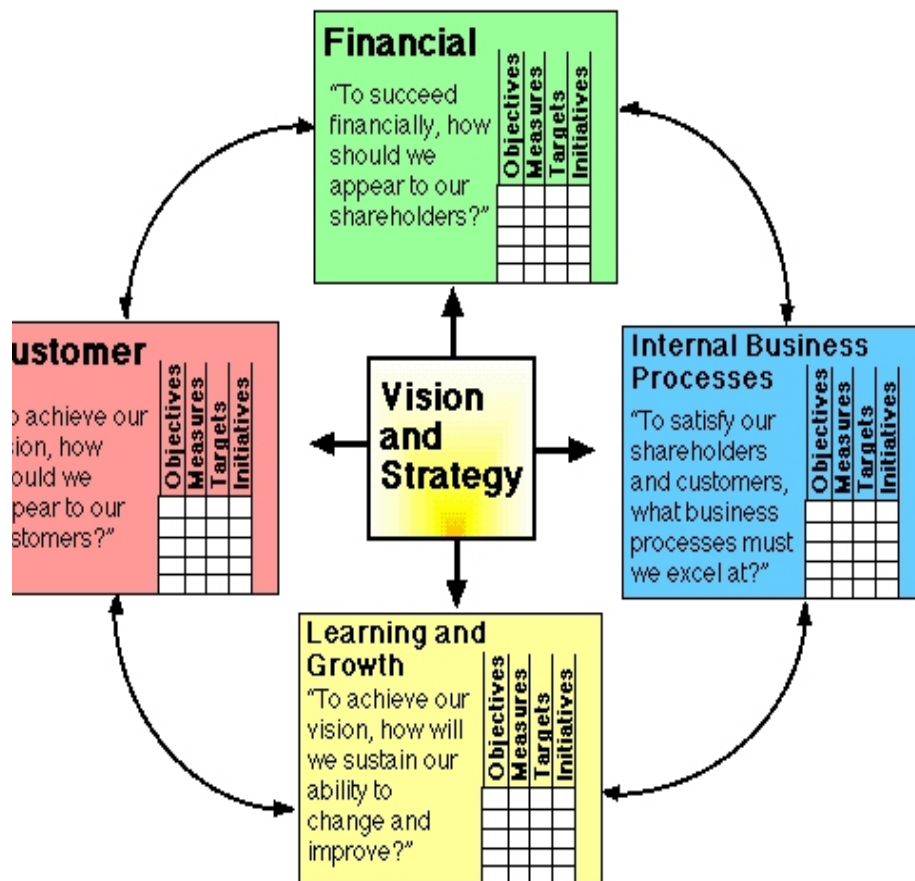 Financial
"To succeed
financially, how
should we
appear to our
shareholders?"
Objectives
Measures
Targets
Initiatives
ustomer
o achieve our
sion, how
ould we
pear to our
stomers?"
Objectives
Measures
Targets
Initiatives
Vision
and
Strategy
Internal Business
Processes
"To satisfy our
shareholders
and customers,
what business
processes must
we excel at?"
Objectives
Measures
Targets
Initiatives
Learning and
Growth
"To achieve our
vision, how will
we sustain our
ability to
change and
improve?"
Objectives
Measures
Targets
Initiatives